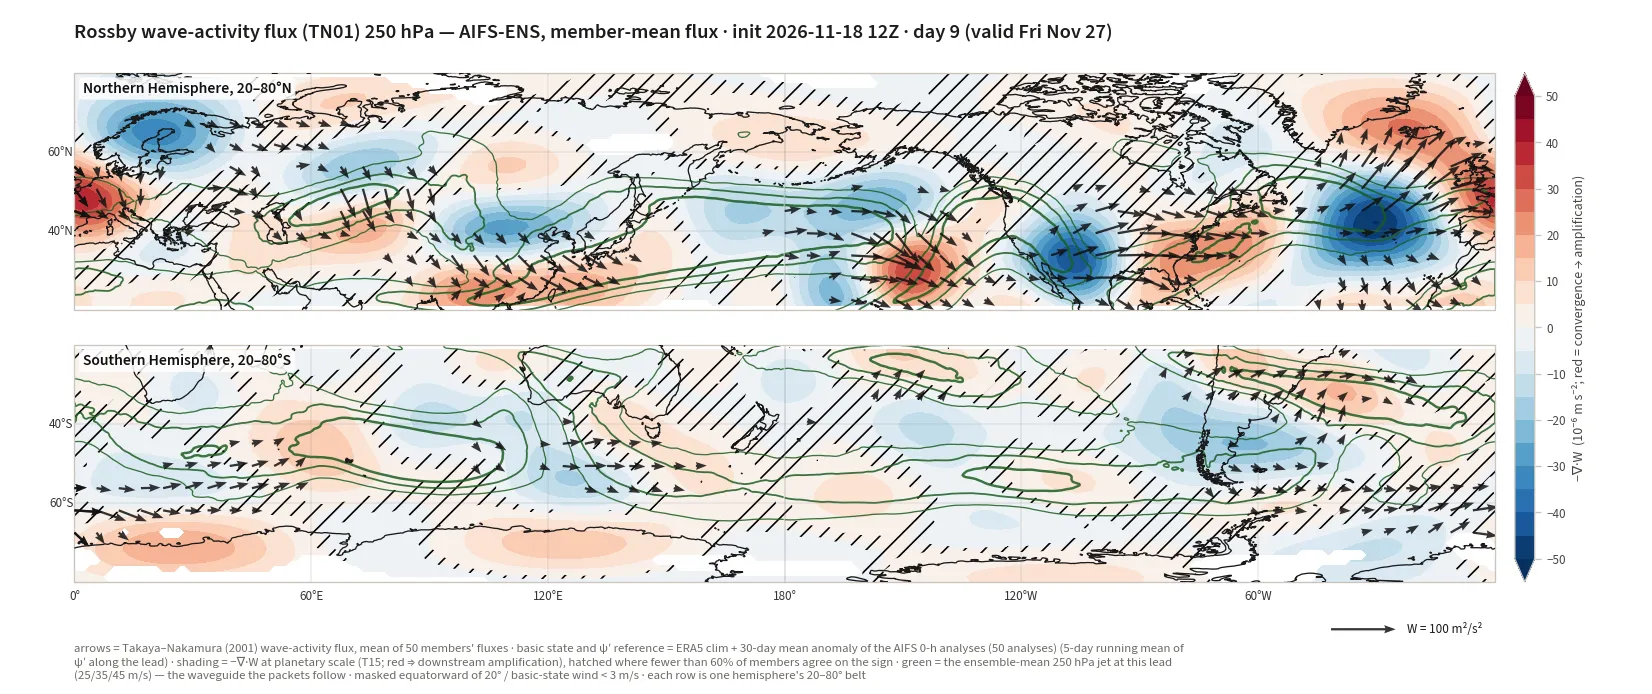 Rossby wave-activity flux (TN01) 250 hPa — AIFS-ENS, member-mean flux · init 2026-11-18 12Z · day 9 (valid Fri Nov 27)
Northern Hemisphere, 20–80°N
60°N
40°N
Southern Hemisphere, 20–80°S
40°S
60°S
0°
60°E
120°E
180°
120°W
60°W
50
40
30
20
10
0
−10
−20
−30
−40
−50
−∇·W (10⁻⁶ m s⁻²; red = convergence → amplification)
W = 100 m²/s²
arrows = Takaya–Nakamura (2001) wave-activity flux, mean of 50 members' fluxes · basic state and ψ' reference = ERA5 clim + 30-day mean anomaly of the AIFS 0-h analyses (50 analyses) (5-day running mean of
ψ' along the lead) · shading = −∇·W at planetary scale (T15; red ⇒ downstream amplification), hatched where fewer than 60% of members agree on the sign · green = the ensemble-mean 250 hPa jet at this lead
(25/35/45 m/s) — the waveguide the packets follow · masked equatorward of 20° / basic-state wind < 3 m/s · each row is one hemisphere's 20–80° belt